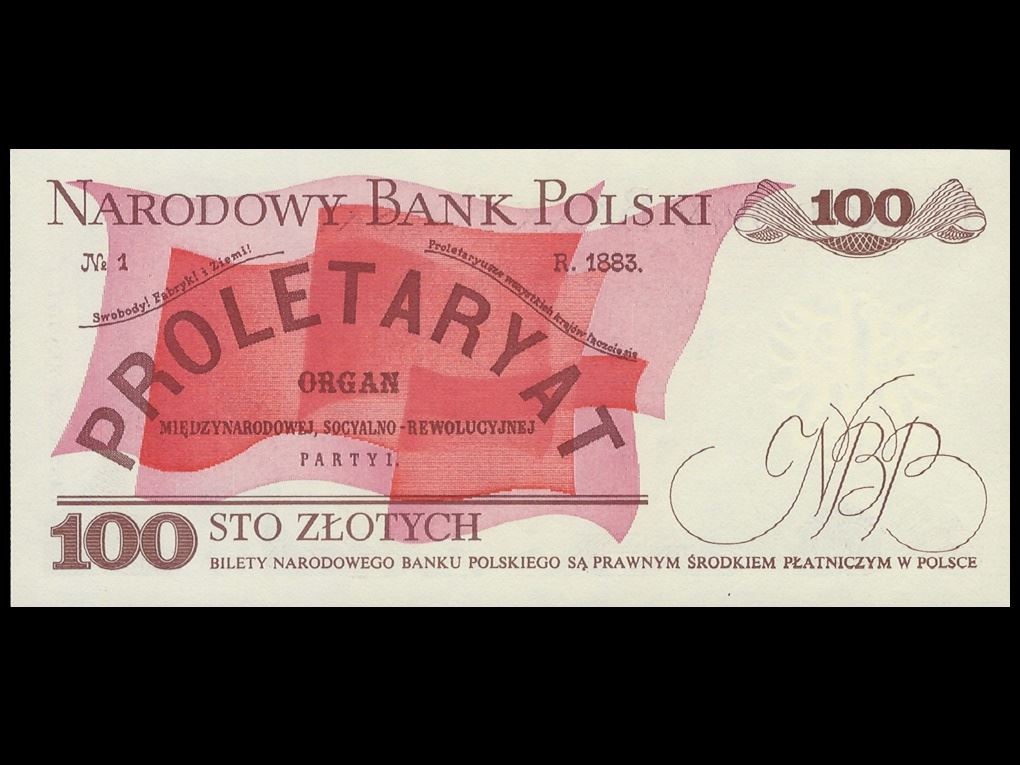 NARODOWY BANK POLSKI
100
№ 1
R. 1883.
Swobody! Fabryk! i Ziemi!
Proletaryusze wszystkich krajów łączcie się
PROLETARYAT
ORGAN
MIĘDZYNARODOWEJ, SOCYALNO-REWOLUCYJNEJ
PARTYI.
NBP
100
STO ZŁOTYCH
BILETY NARODOWEGO BANKU POLSKIEGO SĄ PRAWNYM ŚRODKIEM PŁATNICZYM W POLSCE